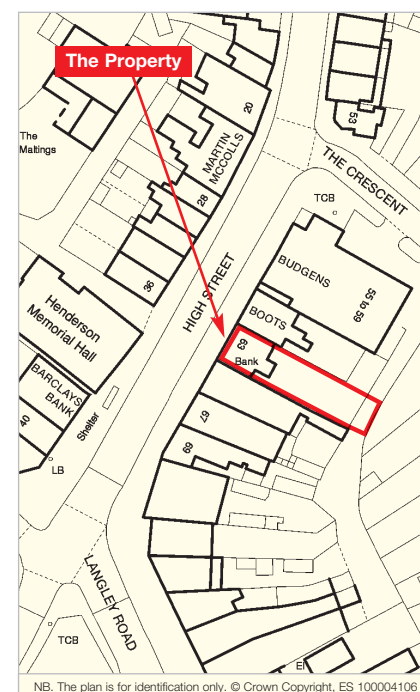 The Property
20
53
The
Maltings
MARTIN
MCCOLLS
THE CRESCENT
TCB
28
BUDGENS
55 to 59
36
HIGH STREET
BOOTS
Henderson
Memorial Hall
63
Bank
BARCLAYS
BANK
40
Shelter
67
69
LB
LANGLEY ROAD
TCB
El
NB. The plan is for identification only. © Crown Copyright, ES 100004106